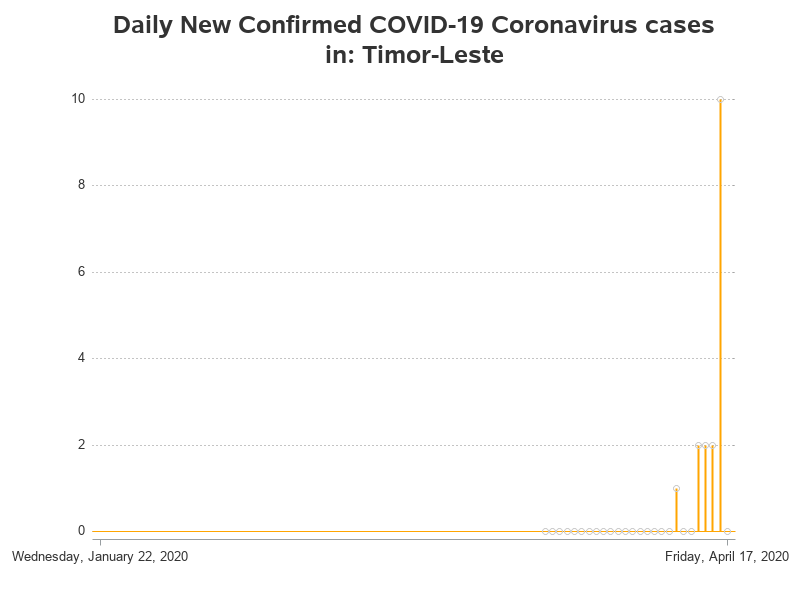 Daily New Confirmed COVID-19 Coronavirus cases
in: Timor-Leste
10
8
6
4
2
0
Wednesday, January 22, 2020
Friday, April 17, 2020